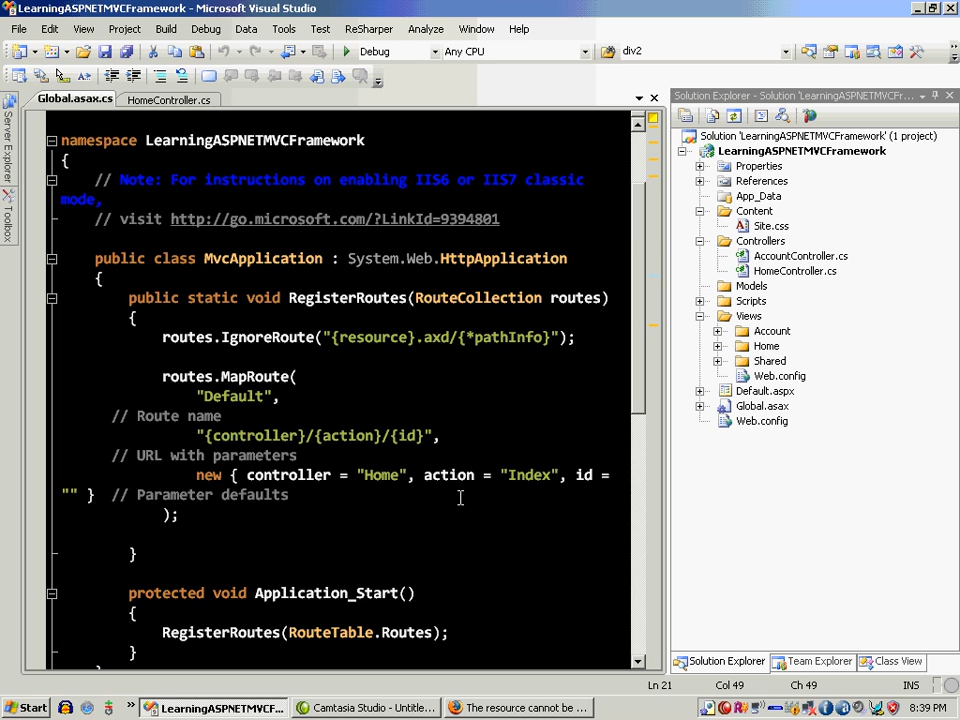 LearningASPNETMVCFramework - Microsoft Visual Studio
File Edit View Project Build Debug Data Tools Test ReSharper Analyze Window Help
Debug Any CPU div2
Global.asax.cs HomeController.cs
namespace LearningASPNETMVCFramework
{
// Note: For instructions on enabling IIS6 or IIS7 classic
mode,
// visit http://go.microsoft.com/?LinkId=9394801
public class MvcApplication : System.Web.HttpApplication
{
public static void RegisterRoutes(RouteCollection routes)
{
routes.IgnoreRoute("{resource}.axd/{*pathInfo}");
routes.MapRoute(
"Default",
// Route name
"{controller}/{action}/{id}",
// URL with parameters
new { controller = "Home", action = "Index", id =
"" } // Parameter defaults
);
}
protected void Application_Start()
{
RegisterRoutes(RouteTable.Routes);
}
Server Explorer
Toolbox
Solution Explorer - Solution 'LearningASPNETMVCFr...
Solution 'LearningASPNETMVCFramework' (1 project)
LearningASPNETMVCFramework
Properties
References
App_Data
Content
Site.css
Controllers
AccountController.cs
HomeController.cs
Models
Scripts
Views
Account
Home
Shared
Web.config
Default.aspx
Global.asax
Web.config
Solution Explorer Team Explorer Class View
Ln 21 Col 49 Ch 49 INS
Start LearningASPNETMVCF... Camtasia Studio - Untitle... The resource cannot be ... 8:39 PM